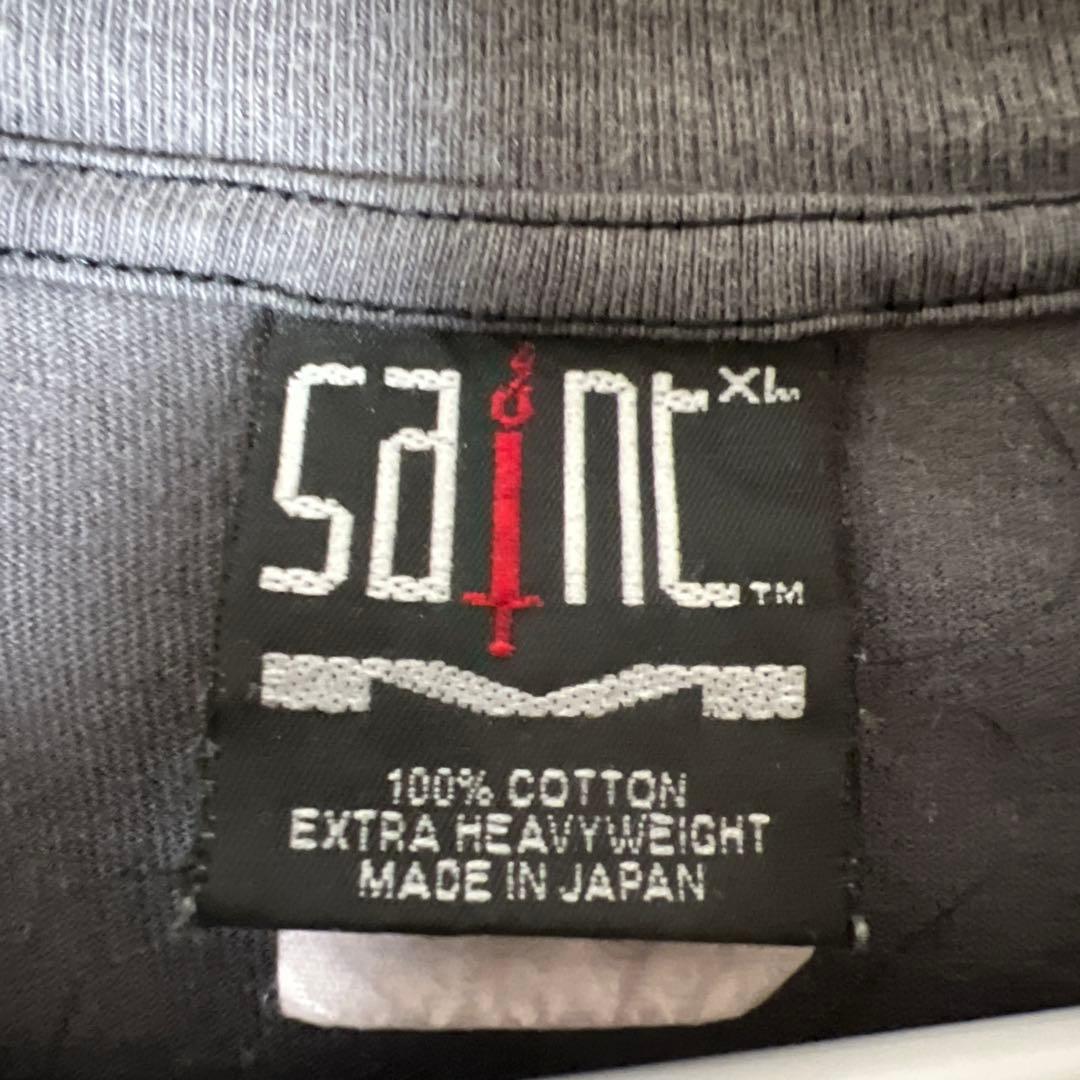 saint XL
TM
100% COTTON
EXTRA HEAVYWEIGHT
MADE IN JAPAN